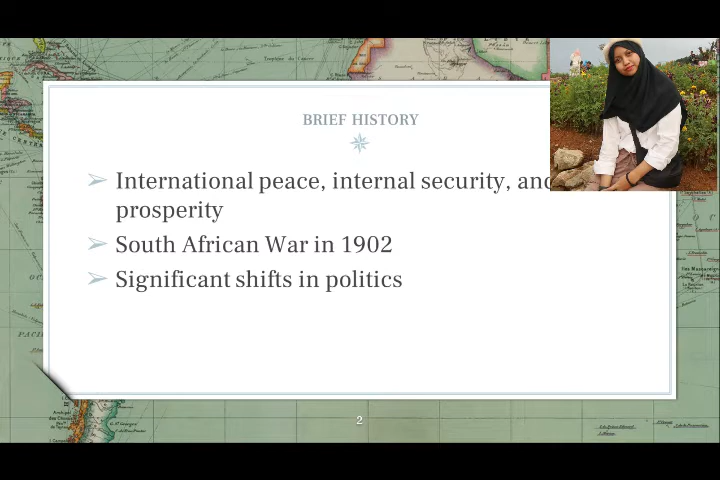 BRIEF HISTORY
➢ International peace, internal security, and
prosperity
➢ South African War in 1902
➢ Significant shifts in politics
2